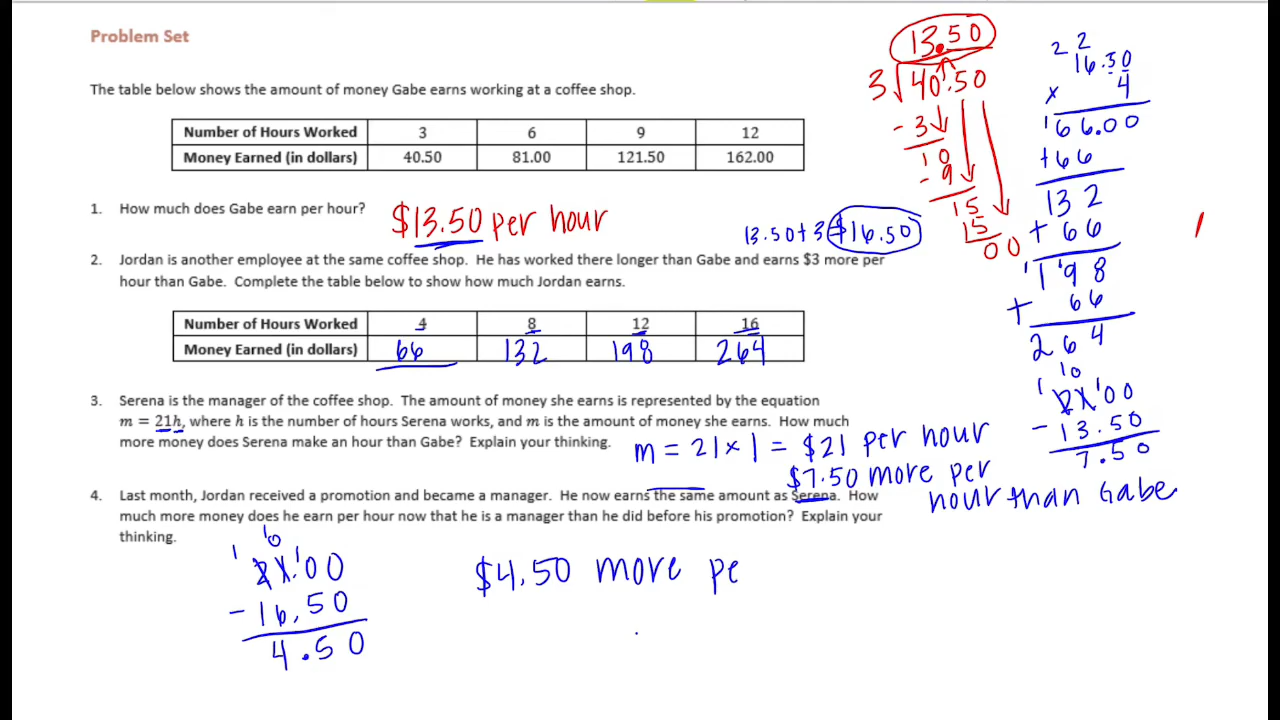 Problem Set
The table below shows the amount of money Gabe earns working at a coffee shop.
Number of Hours Worked 3 6 9 12
Money Earned (in dollars) 40.50 81.00 121.50 162.00
1. How much does Gabe earn per hour? $13.50 per hour
13.50+3 = $16.50
2. Jordan is another employee at the same coffee shop. He has worked there longer than Gabe and earns $3 more per
hour than Gabe. Complete the table below to show how much Jordan earns.
Number of Hours Worked 4 8 12 16
Money Earned (in dollars) 66 132 198 264
3. Serena is the manager of the coffee shop. The amount of money she earns is represented by the equation
m = 21h, where h is the number of hours Serena works, and m is the amount of money she earns. How much
more money does Serena make an hour than Gabe? Explain your thinking.
m = 21 × 1 = $21 per hour
$7.50 more per
hour than Gabe
4. Last month, Jordan received a promotion and became a manager. He now earns the same amount as Serena. How
much more money does he earn per hour now that he is a manager than he did before his promotion? Explain your
thinking.
1 10
21.100
- 16.50
4.50
$4.50 more pe
13.50
3 40.50
- 3
10
- 9
15
15
00
2 2
16.50
× 4
166.00
+66
132
+ 66
1198
+ 66
264
1 10
21.100
- 13.50
7.50